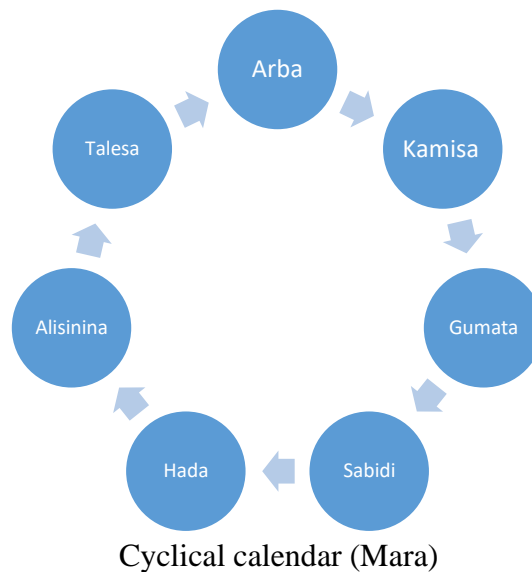 Arba
Kamisa
Gumata
Sabidi
Hada
Alisinina
Talesa
Cyclical calendar (Mara)